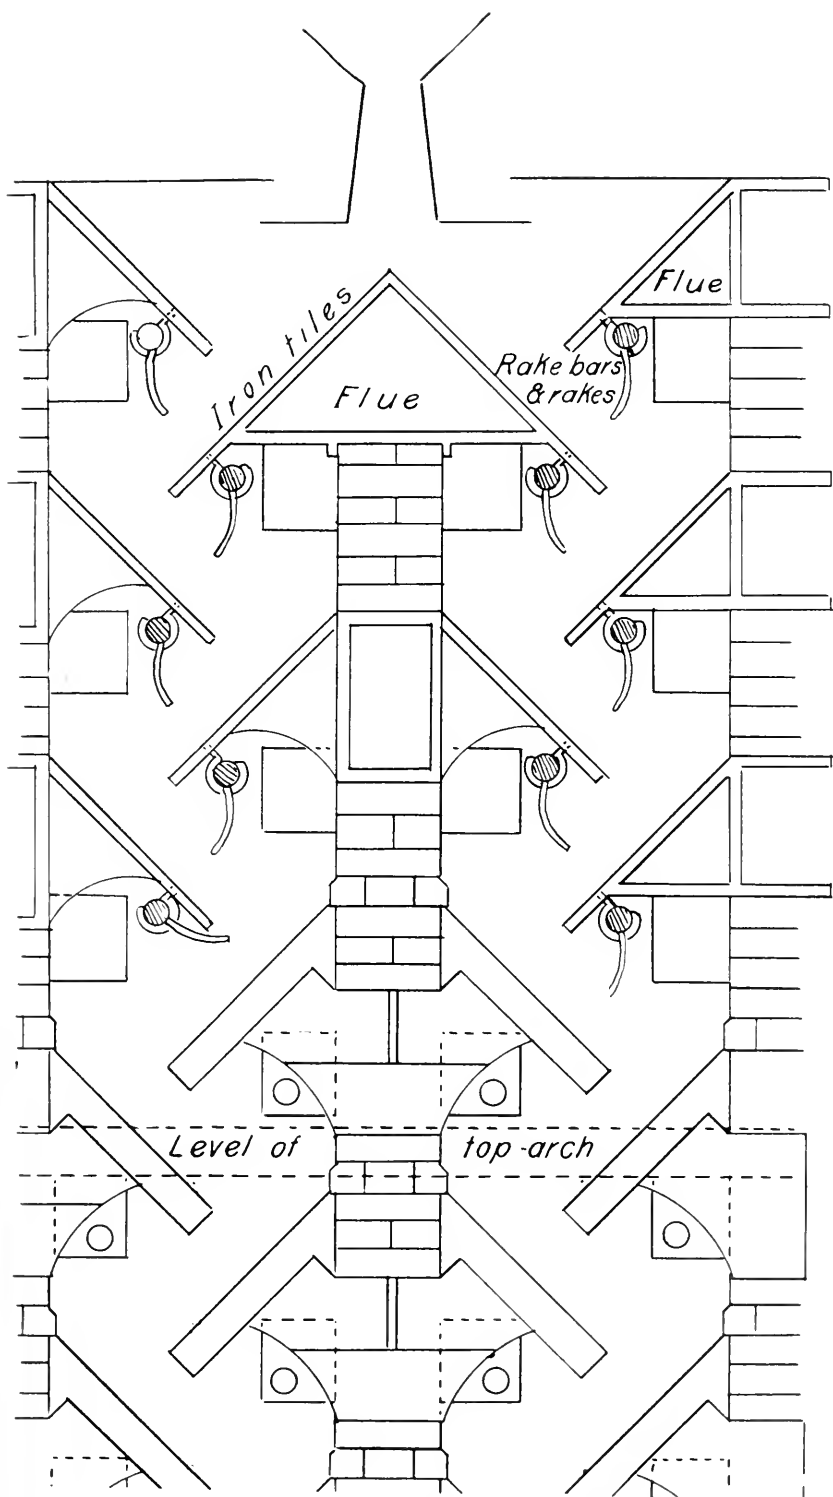 Flue
Iron tiles
Rake bars
& rakes
Flue
Level of top-arch